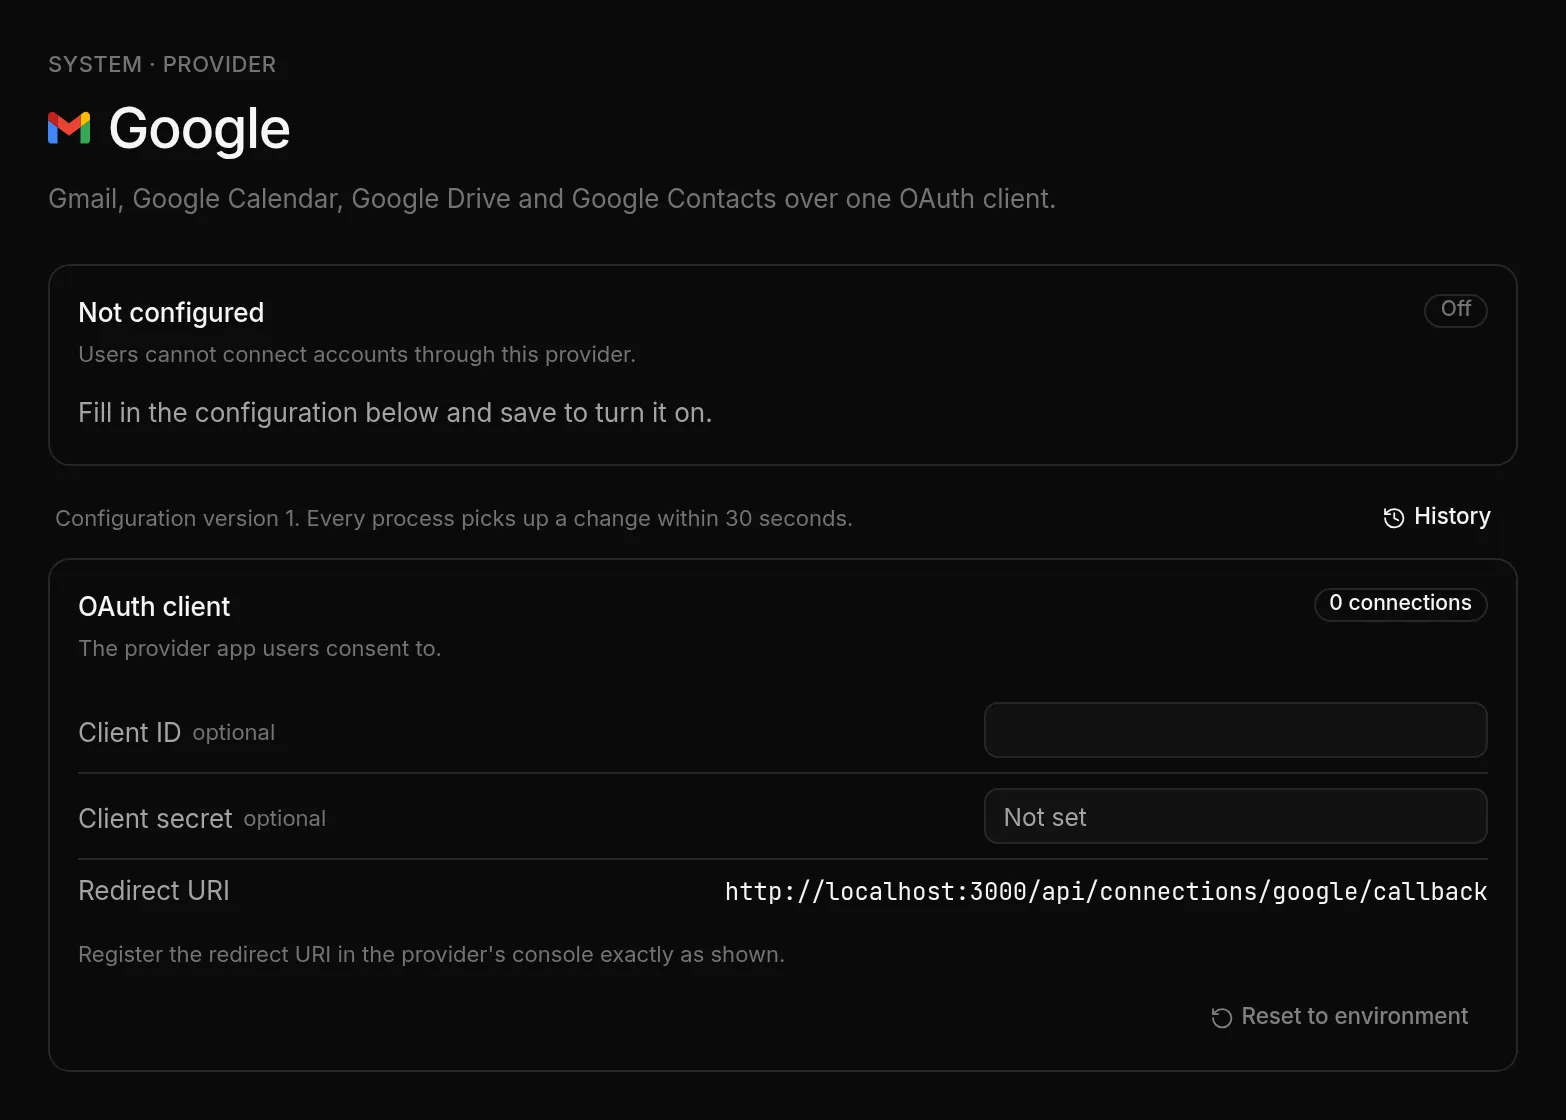 SYSTEM · PROVIDER
Google
Gmail, Google Calendar, Google Drive and Google Contacts over one OAuth client.
Not configured
Off
Users cannot connect accounts through this provider.
Fill in the configuration below and save to turn it on.
Configuration version 1. Every process picks up a change within 30 seconds.
History
OAuth client
0 connections
The provider app users consent to.
Client ID optional
Client secret optional
Not set
Redirect URI
http://localhost:3000/api/connections/google/callback
Register the redirect URI in the provider's console exactly as shown.
Reset to environment